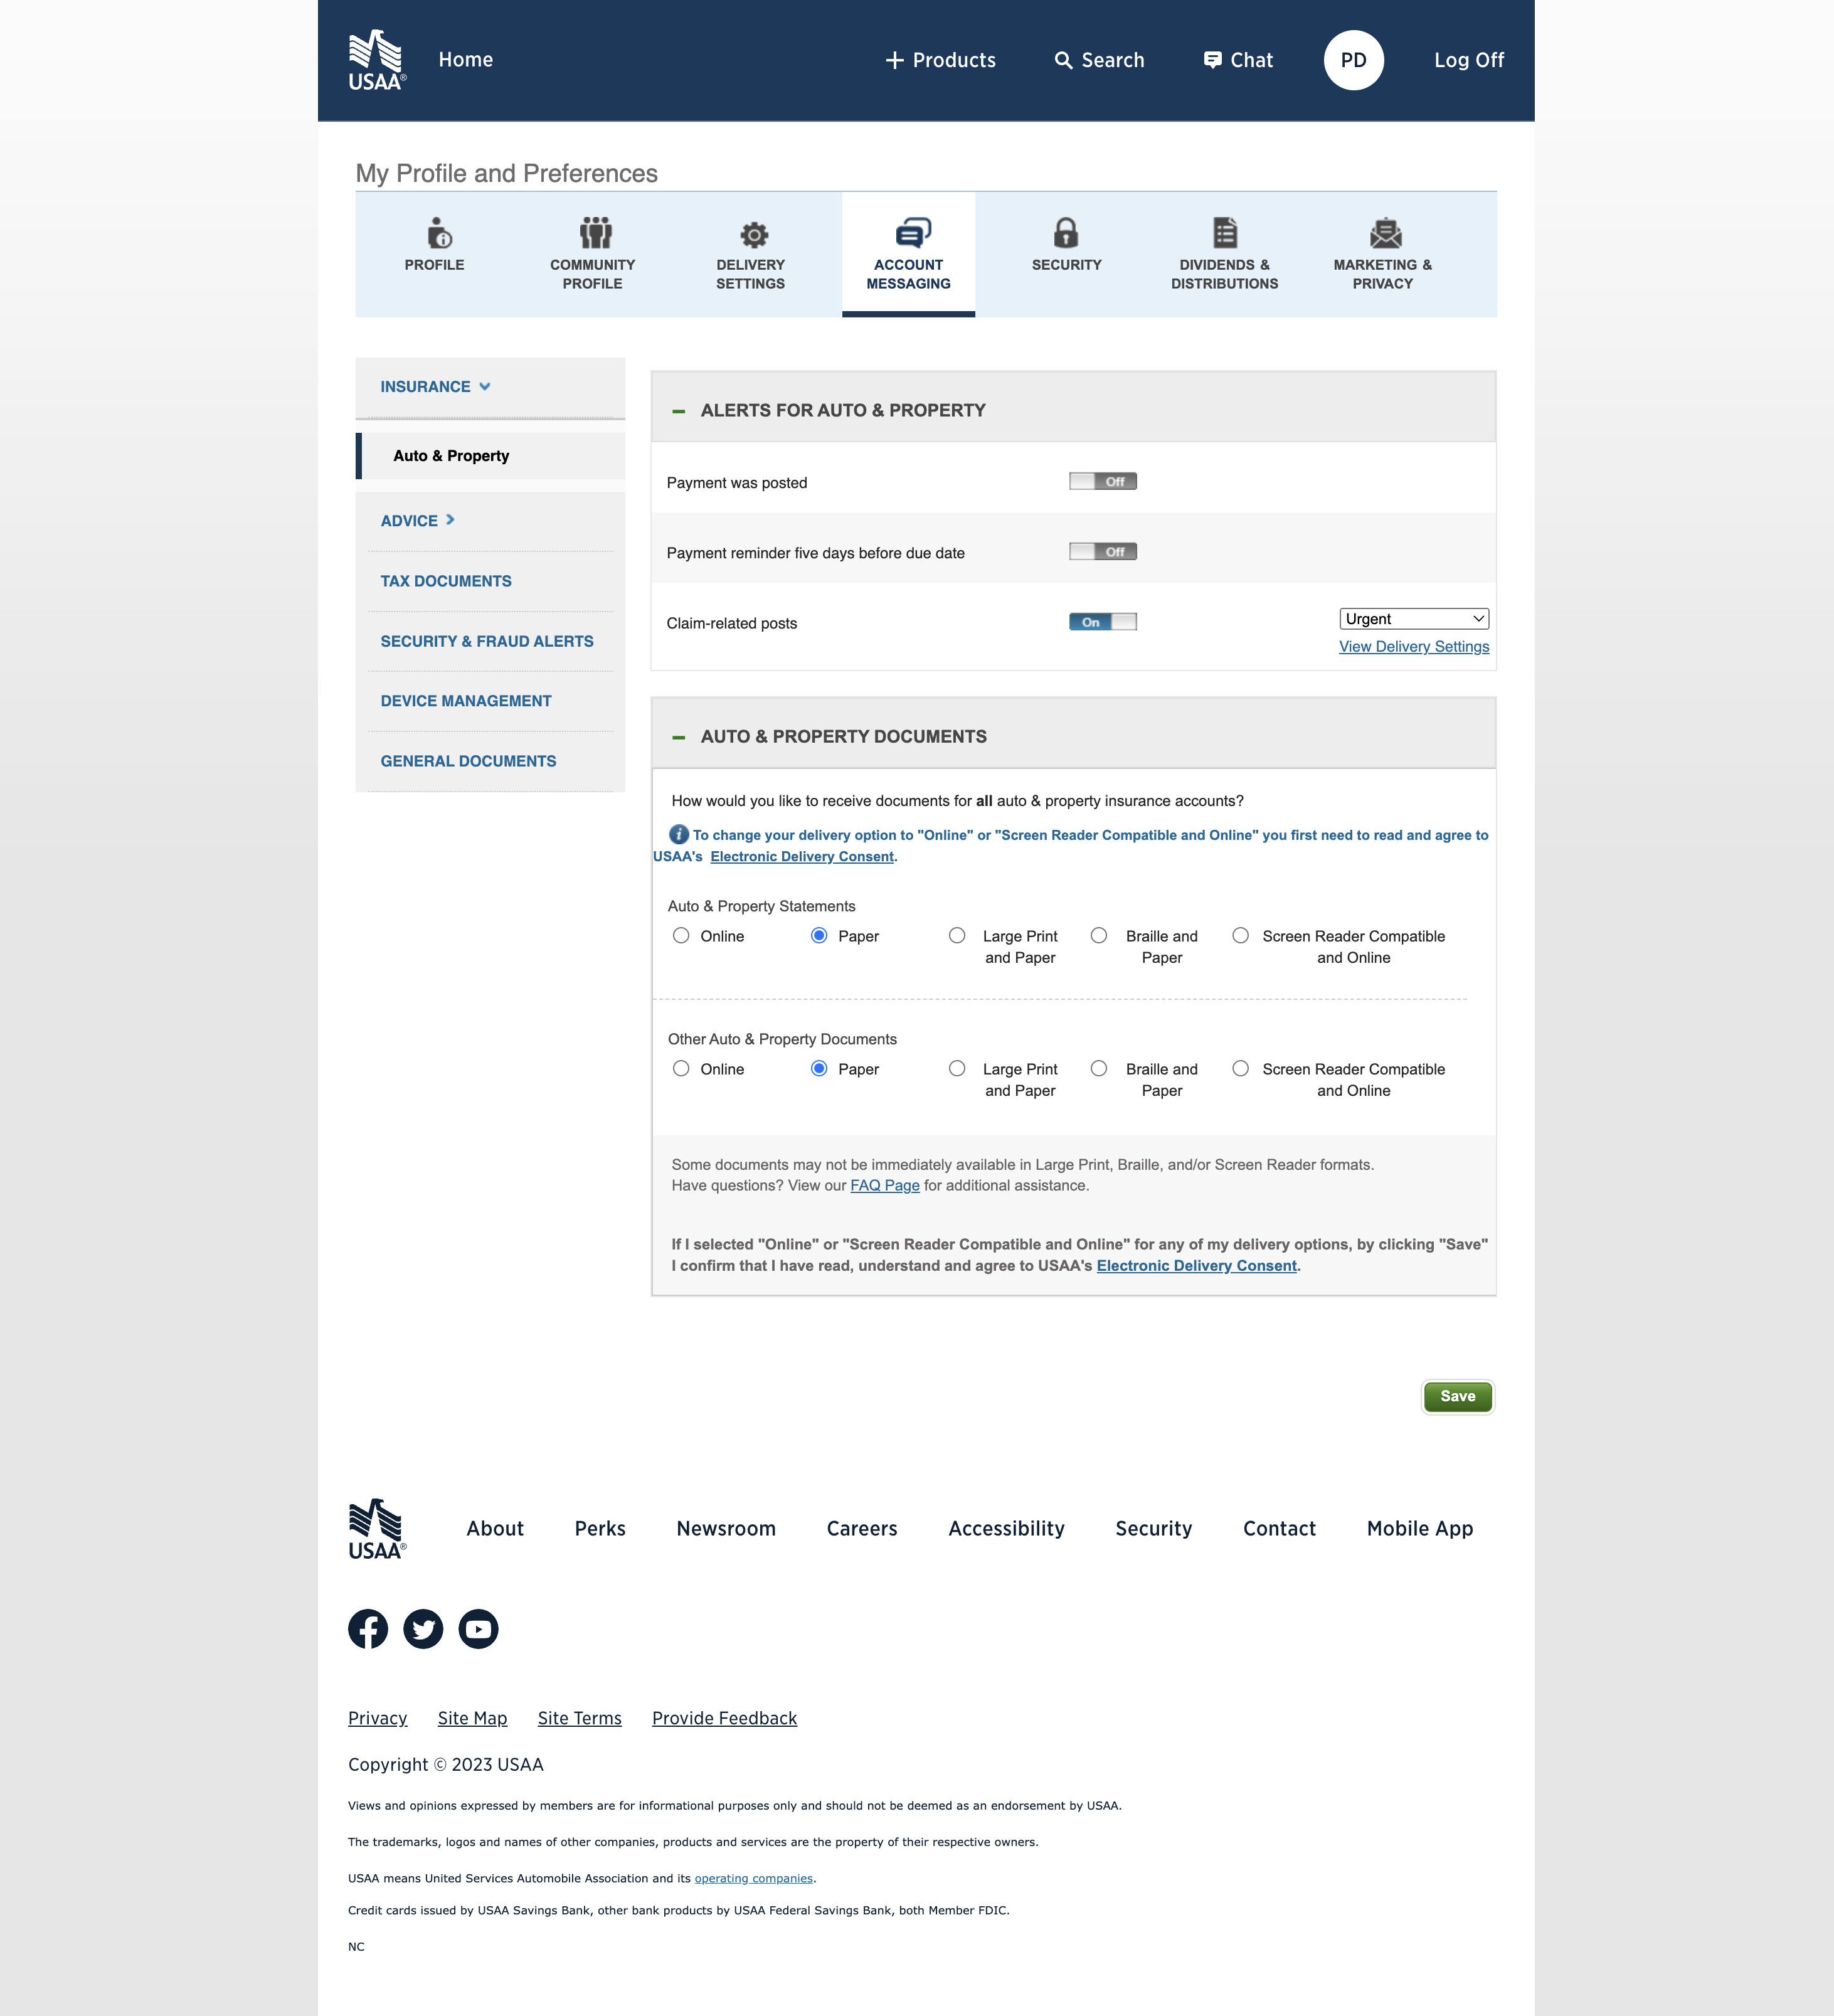 USAA®
Home
Products
Search
Chat
PD
Log Off
My Profile and Preferences
PROFILE
COMMUNITY
PROFILE
DELIVERY
SETTINGS
ACCOUNT
MESSAGING
SECURITY
DIVIDENDS &
DISTRIBUTIONS
MARKETING &
PRIVACY
INSURANCE
Auto & Property
ADVICE
TAX DOCUMENTS
SECURITY & FRAUD ALERTS
DEVICE MANAGEMENT
GENERAL DOCUMENTS
ALERTS FOR AUTO & PROPERTY
Payment was posted
Off
Payment reminder five days before due date
Off
Claim-related posts
On
Urgent
View Delivery Settings
AUTO & PROPERTY DOCUMENTS
How would you like to receive documents for all auto & property insurance accounts?
To change your delivery option to "Online" or "Screen Reader Compatible and Online" you first need to read and agree to
USAA's Electronic Delivery Consent.
Auto & Property Statements
Online
Paper
Large Print
and Paper
Braille and
Paper
Screen Reader Compatible
and Online
Other Auto & Property Documents
Online
Paper
Large Print
and Paper
Braille and
Paper
Screen Reader Compatible
and Online
Some documents may not be immediately available in Large Print, Braille, and/or Screen Reader formats.
Have questions? View our FAQ Page for additional assistance.
If I selected "Online" or "Screen Reader Compatible and Online" for any of my delivery options, by clicking "Save"
I confirm that I have read, understand and agree to USAA's Electronic Delivery Consent.
Save
USAA®
About
Perks
Newsroom
Careers
Accessibility
Security
Contact
Mobile App
Privacy
Site Map
Site Terms
Provide Feedback
Copyright © 2023 USAA
Views and opinions expressed by members are for informational purposes only and should not be deemed as an endorsement by USAA.
The trademarks, logos and names of other companies, products and services are the property of their respective owners.
USAA means United Services Automobile Association and its operating companies.
Credit cards issued by USAA Savings Bank, other bank products by USAA Federal Savings Bank, both Member FDIC.
NC